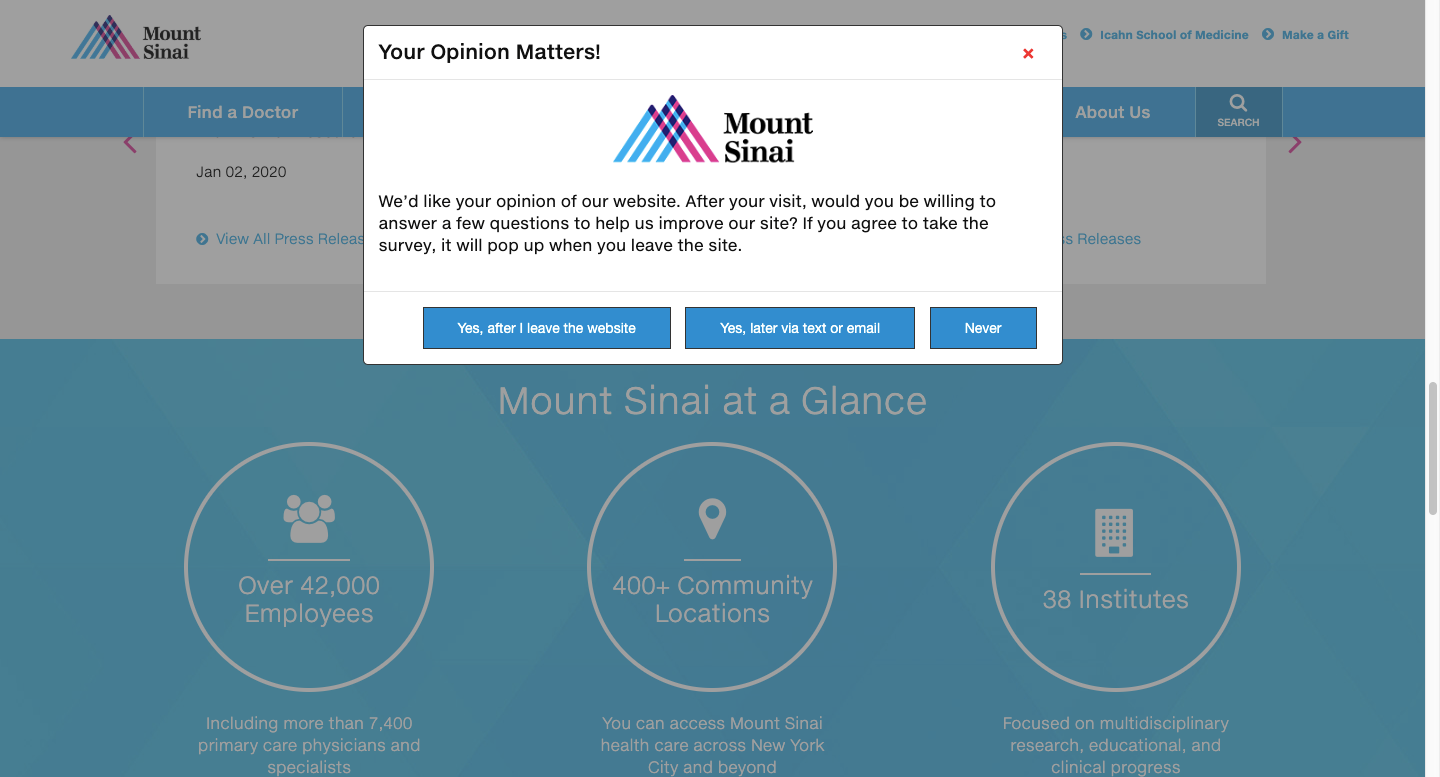 Mount
Sinai
s
Icahn School of Medicine
Make a Gift
Your Opinion Matters!
Find a Doctor
About Us
SEARCH
Mount
Sinai
Jan 02, 2020
We'd like your opinion of our website. After your visit, would you be willing to
answer a few questions to help us improve our site? If you agree to take the
survey, it will pop up when you leave the site.
View All Press Releas
ss Releases
Yes, after I leave the website
Yes, later via text or email
Never
Mount Sinai at a Glance
Over 42,000
Employees
400+ Community
Locations
38 Institutes
Including more than 7,400
primary care physicians and
specialists
You can access Mount Sinai
health care across New York
City and beyond
Focused on multidisciplinary
research, educational, and
clinical progress